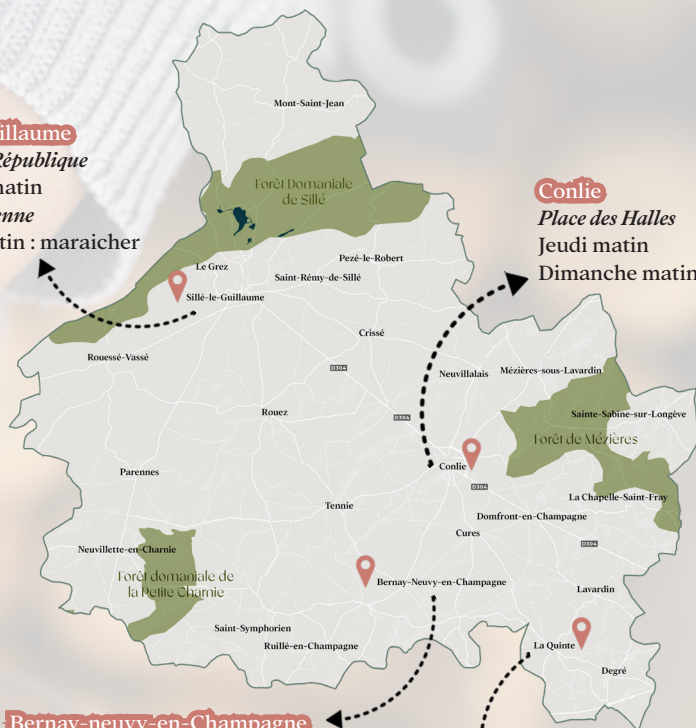 Mont-Saint-Jean
illaume
République
matin
enne
tin : maraicher
Forêt Domaniale
de Sillé
Conlie
Place des Halles
Jeudi matin
Dimanche matin
Pezé-le-Robert
Le Grez
Saint-Rémy-de-Sillé
Sillé-le-Guillaume
Crissé
Rouessé-Vassé
D304
Neuvillalais
Mézières-sous-Lavardin
Rouez
D304
Sainte-Sabine-sur-Longève
Forêt de Mézières
Parennes
Conlie
D304
La Chapelle-Saint-Fray
Tennie
Domfront-en-Champagne
Cures
D304
Neuvillette-en-Charnie
Forêt domaniale de
la Petite Charnie
Bernay-Neuvy-en-Champagne
Lavardin
Saint-Symphorien
Ruillé-en-Champagne
La Quinte
Degré
Bernay-neuvy-en-Champagne